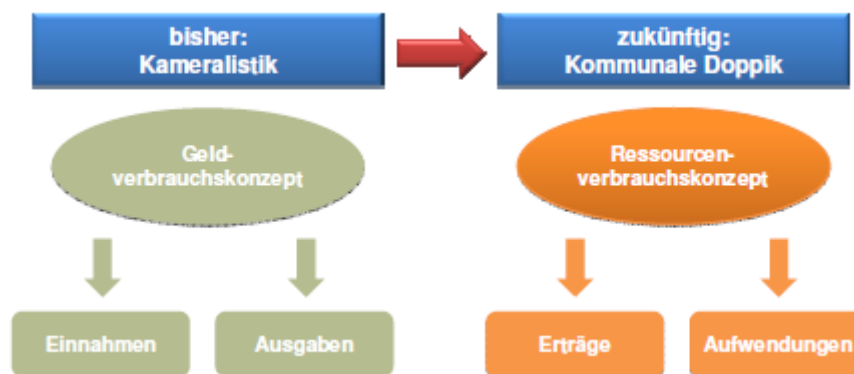 bisher:
Kameralistik
zukünftig:
Kommunale Doppik
Geld-
verbrauchskonzept
Ressourcen-
verbrauchskonzept
Einnahmen
Ausgaben
Erträge
Aufwendungen